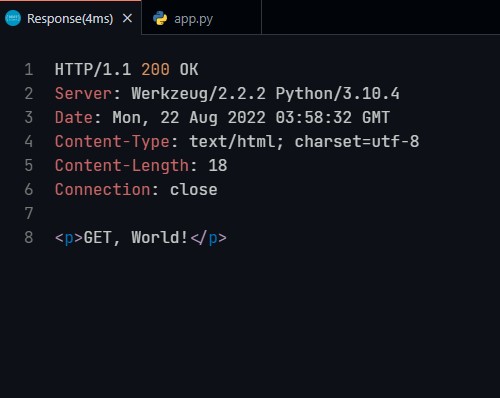 Response(4ms) × app.py
1 HTTP/1.1 200 OK
2 Server: Werkzeug/2.2.2 Python/3.10.4
3 Date: Mon, 22 Aug 2022 03:58:32 GMT
4 Content-Type: text/html; charset=utf-8
5 Content-Length: 18
6 Connection: close
7
8 <p>GET, World!</p>